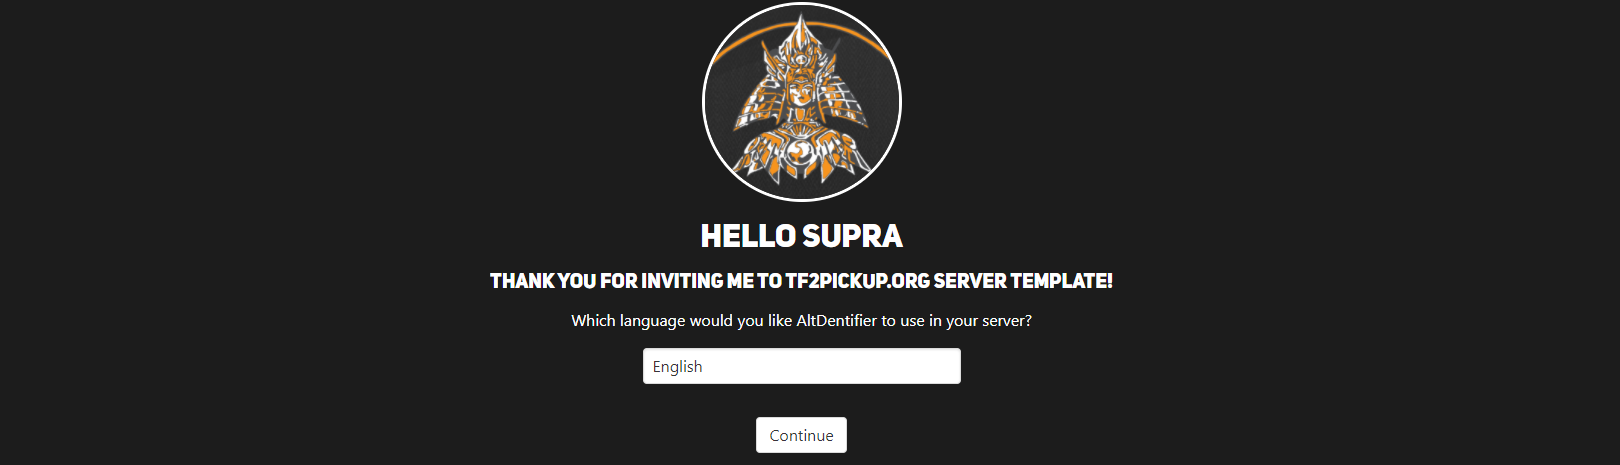 HELLO SUPRA
THANK YOU FOR INVITING ME TO TF2PICKUP.ORG SERVER TEMPLATE!
Which language would you like AltDentifier to use in your server?
English
Continue